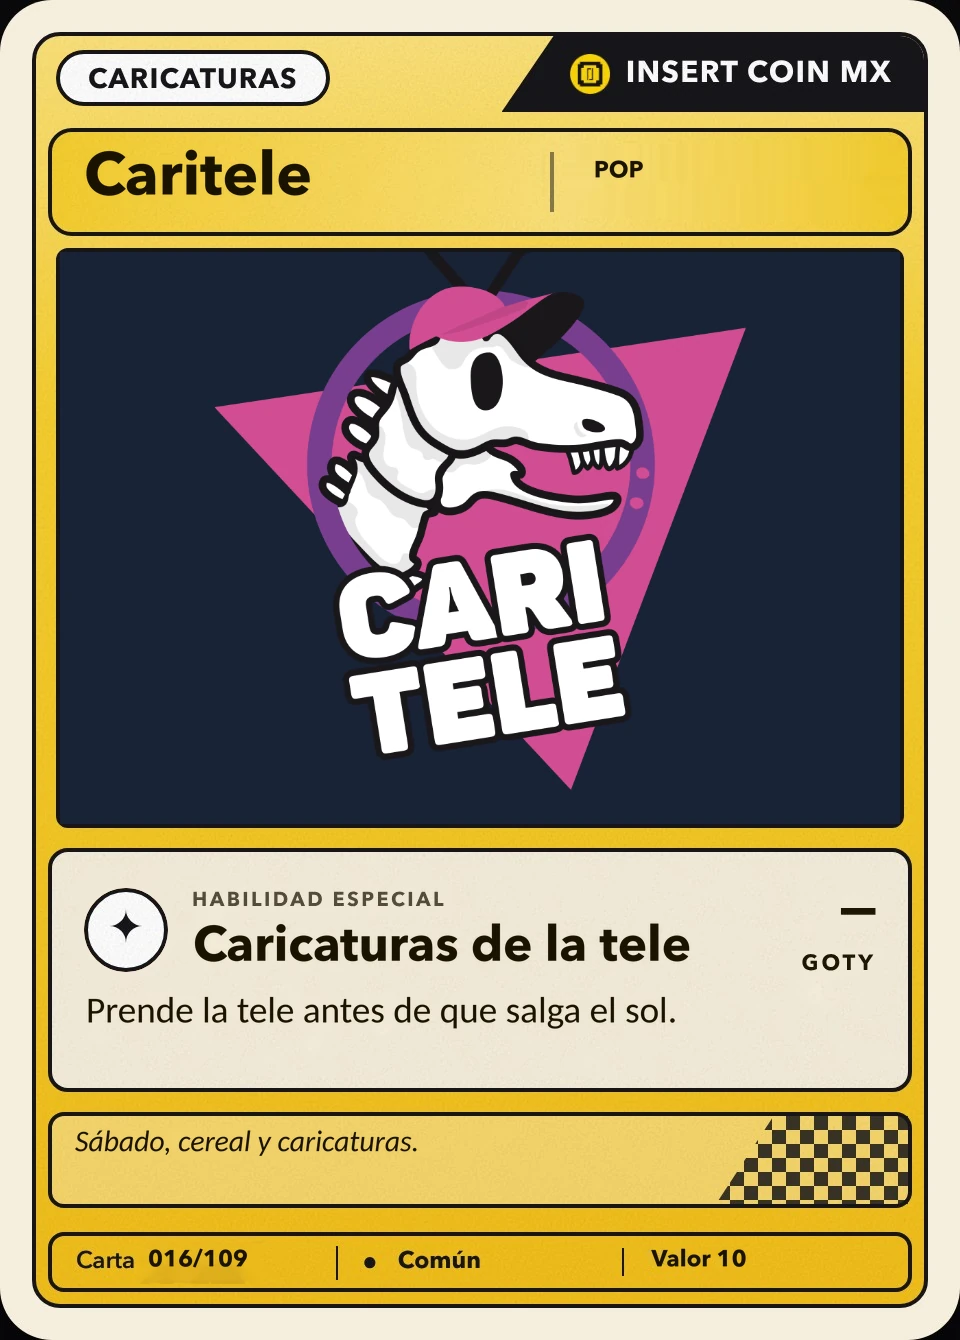 CARICATURAS
INSERT COIN MX
Caritele
POP
CARI
TELE
HABILIDAD ESPECIAL
Caricaturas de la tele
—
GOTY
Prende la tele antes de que salga el sol.
Sábado, cereal y caricaturas.
Carta 016/109
• Común
Valor 10